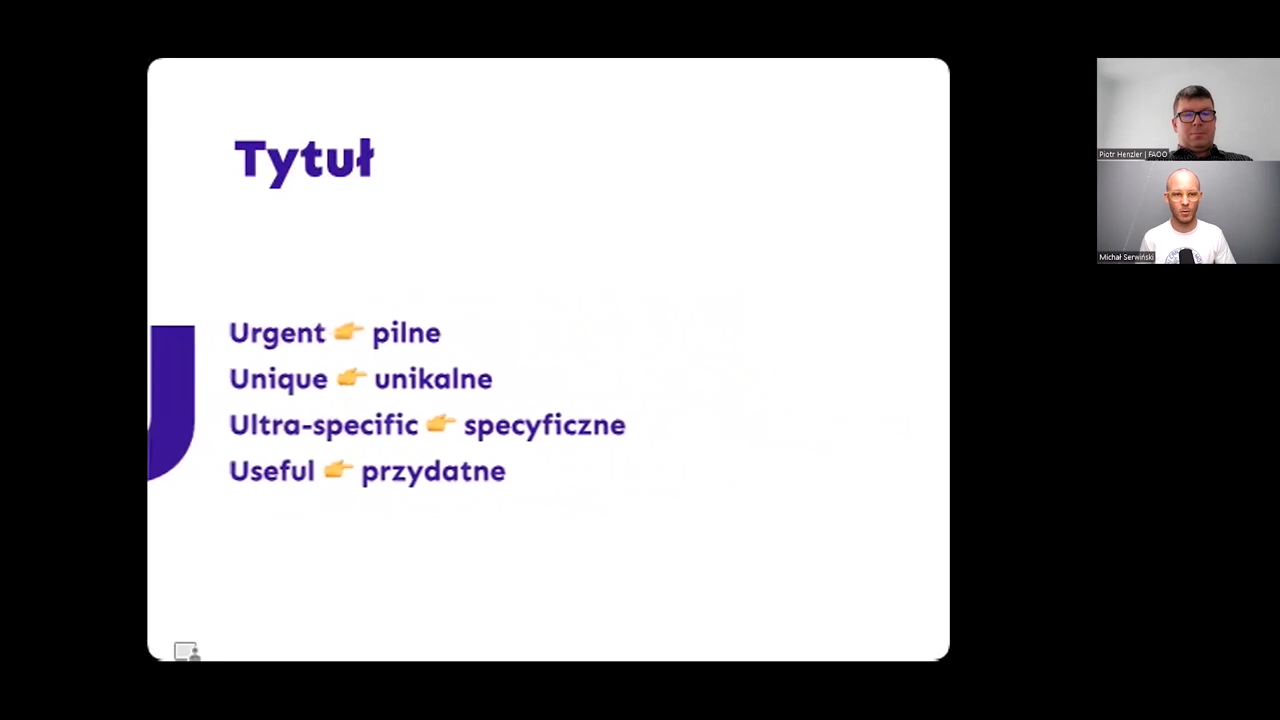 Tytuł
Urgent 👉 pilne
Unique 👉 unikalne
Ultra-specific 👉 specyficzne
Useful 👉 przydatne
Piotr Henzler | FAOO
Michał Serwiński